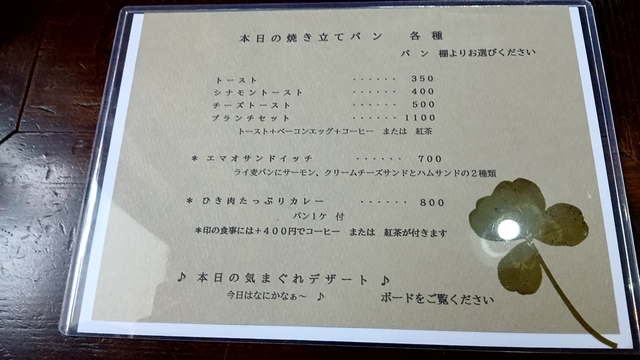 本日の焼き立てパン　各種
パン　棚よりお選びください
トースト　・・・・・・　350
シナモントースト　・・・・・・　400
チーズトースト　・・・・・・　500
ブランチセット　・・・・・・　1100
トースト＋ベーコンエッグ＋コーヒー　または　紅茶
＊ エマオサンドイッチ　・・・・・・　700
ライ麦パンにサーモン、クリームチーズサンドとハムサンドの２種類
＊ ひき肉たっぷりカレー　・・・・・・　800
パン１ケ　付
＊印の食事には＋４００円でコーヒー　または　紅茶が付きます
♪ 本日の気まぐれデザート ♪
今日はなにかなぁ～　♪　ボードをご覧ください